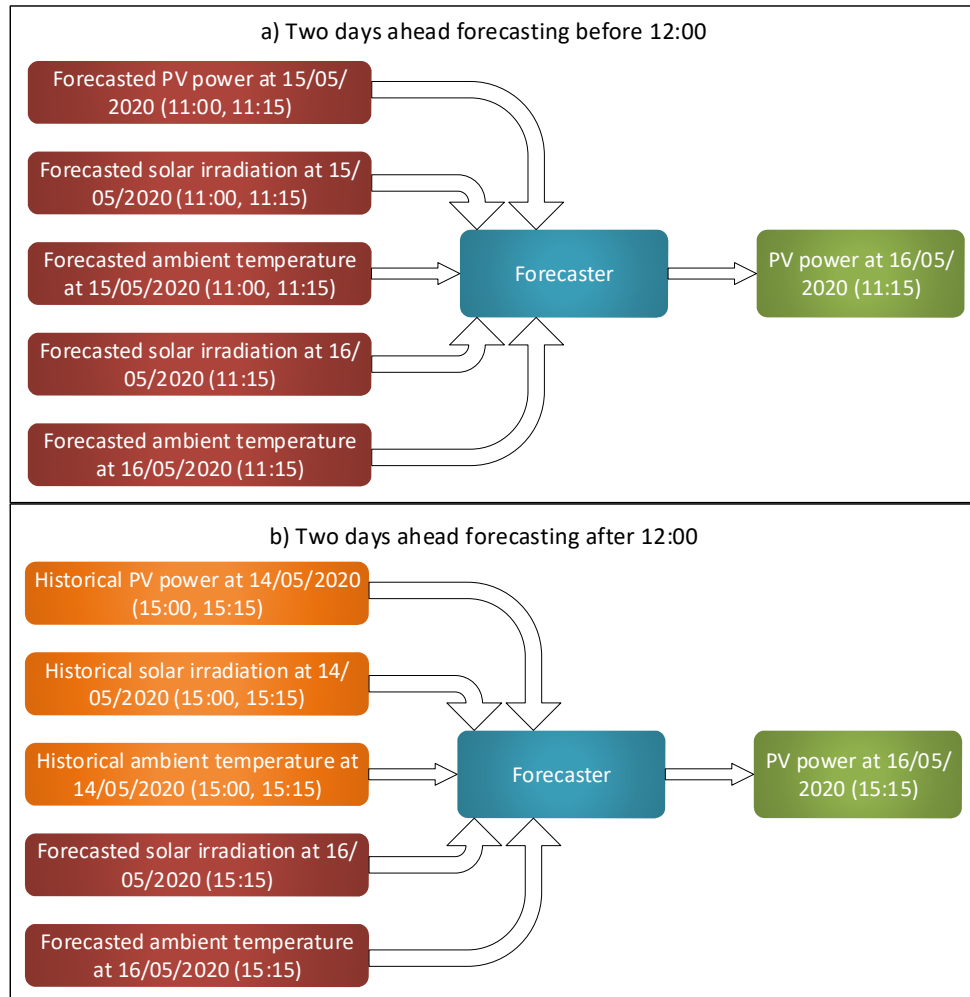 a) Two days ahead forecasting before 12:00
Forecasted PV power at 15/05/
2020 (11:00, 11:15)
Forecasted solar irradiation at 15/
05/2020 (11:00, 11:15)
Forecasted ambient temperature
at 15/05/2020 (11:00, 11:15)
Forecasted solar irradiation at 16/
05/2020 (11:15)
Forecasted ambient temperature
at 16/05/2020 (11:15)
Forecaster
PV power at 16/05/
2020 (11:15)
b) Two days ahead forecasting after 12:00
Historical PV power at 14/05/2020
(15:00, 15:15)
Historical solar irradiation at 14/
05/2020 (15:00, 15:15)
Historical ambient temperature at
14/05/2020 (15:00, 15:15)
Forecasted solar irradiation at 16/
05/2020 (15:15)
Forecasted ambient temperature
at 16/05/2020 (15:15)
Forecaster
PV power at 16/05/
2020 (15:15)